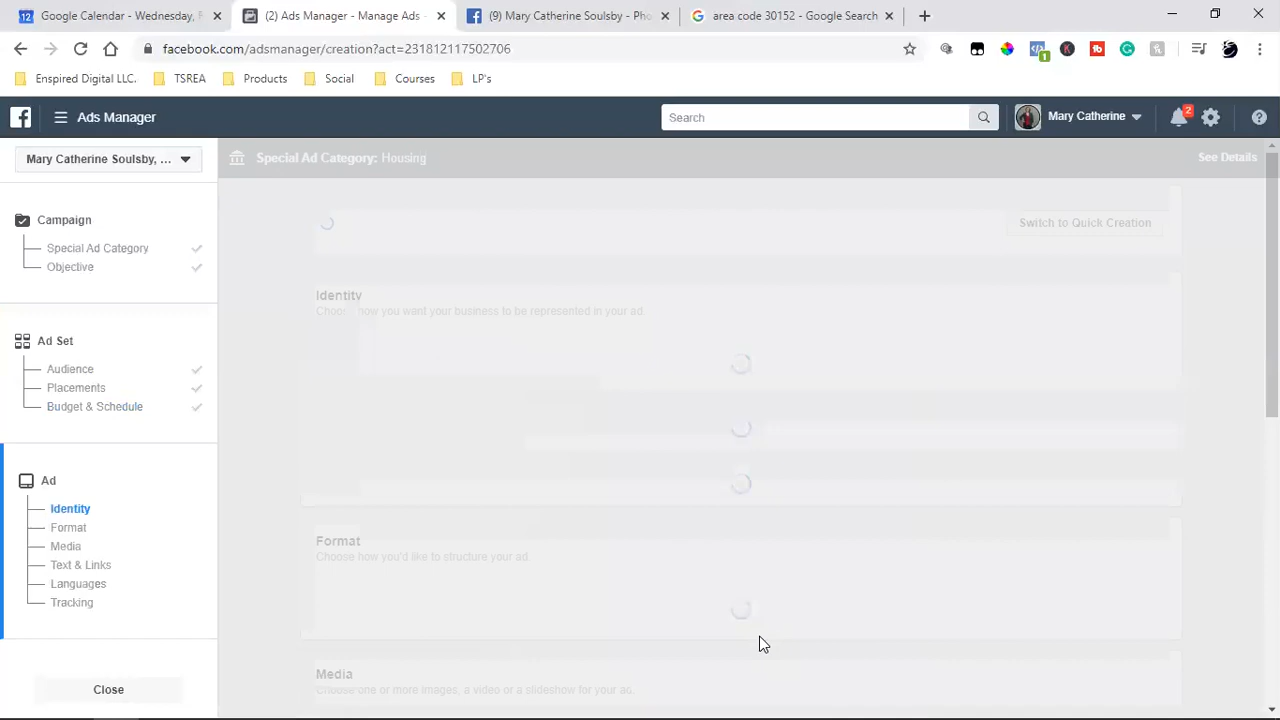 Google Calendar - Wednesday, F
(2) Ads Manager - Manage Ads -
(9) Mary Catherine Soulsby - Pho
area code 30152 - Google Search
facebook.com/adsmanager/creation?act=231812117502706
1
Enspired Digital LLC.
TSREA
Products
Social
Courses
LP's
Ads Manager
Search
Mary Catherine
2
Mary Catherine Soulsby, ...
Special Ad Category: Housing
See Details
Campaign
Special Ad Category
Objective
Switch to Quick Creation
Identity
Choose how you want your business to be represented in your ad.
Ad Set
Audience
Placements
Budget & Schedule
Ad
Identity
Format
Media
Text & Links
Languages
Tracking
Format
Choose how you'd like to structure your ad.
Media
Choose one or more images, a video or a slideshow for your ad.
Close